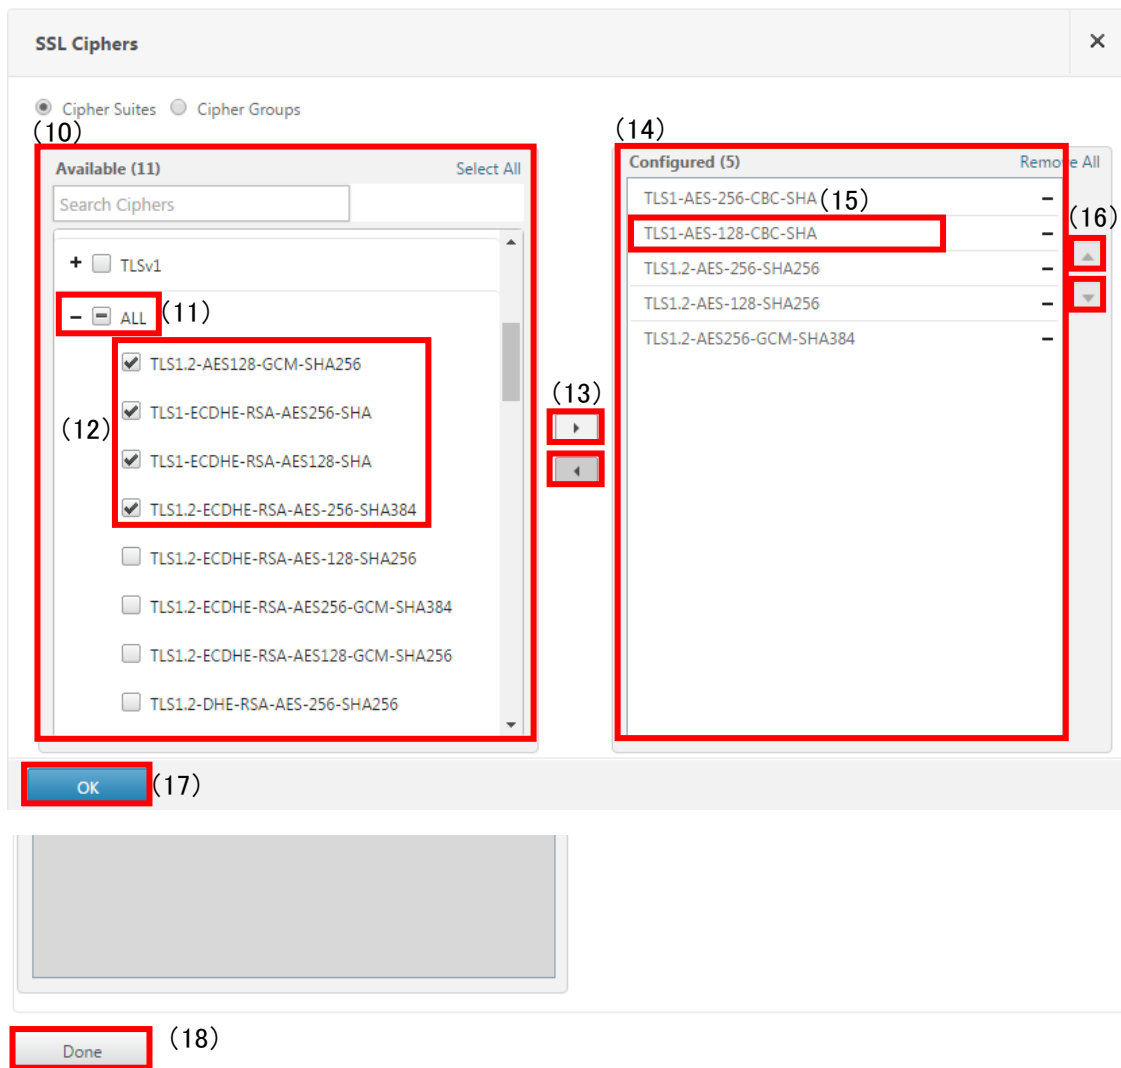 SSL Ciphers
Cipher Suites Cipher Groups
(10)
Available (11) Select All
Search Ciphers
+ TLSv1
- ALL (11)
TLS1.2-AES128-GCM-SHA256
TLS1-ECDHE-RSA-AES256-SHA
(12)
TLS1-ECDHE-RSA-AES128-SHA
TLS1.2-ECDHE-RSA-AES-256-SHA384
TLS1.2-ECDHE-RSA-AES-128-SHA256
TLS1.2-ECDHE-RSA-AES256-GCM-SHA384
TLS1.2-ECDHE-RSA-AES128-GCM-SHA256
TLS1.2-DHE-RSA-AES-256-SHA256
(13)
(14)
Configured (5) Remove All
TLS1-AES-256-CBC-SHA (15)
(16)
TLS1-AES-128-CBC-SHA
TLS1.2-AES-256-SHA256
TLS1.2-AES-128-SHA256
TLS1.2-AES256-GCM-SHA384
OK (17)
Done (18)